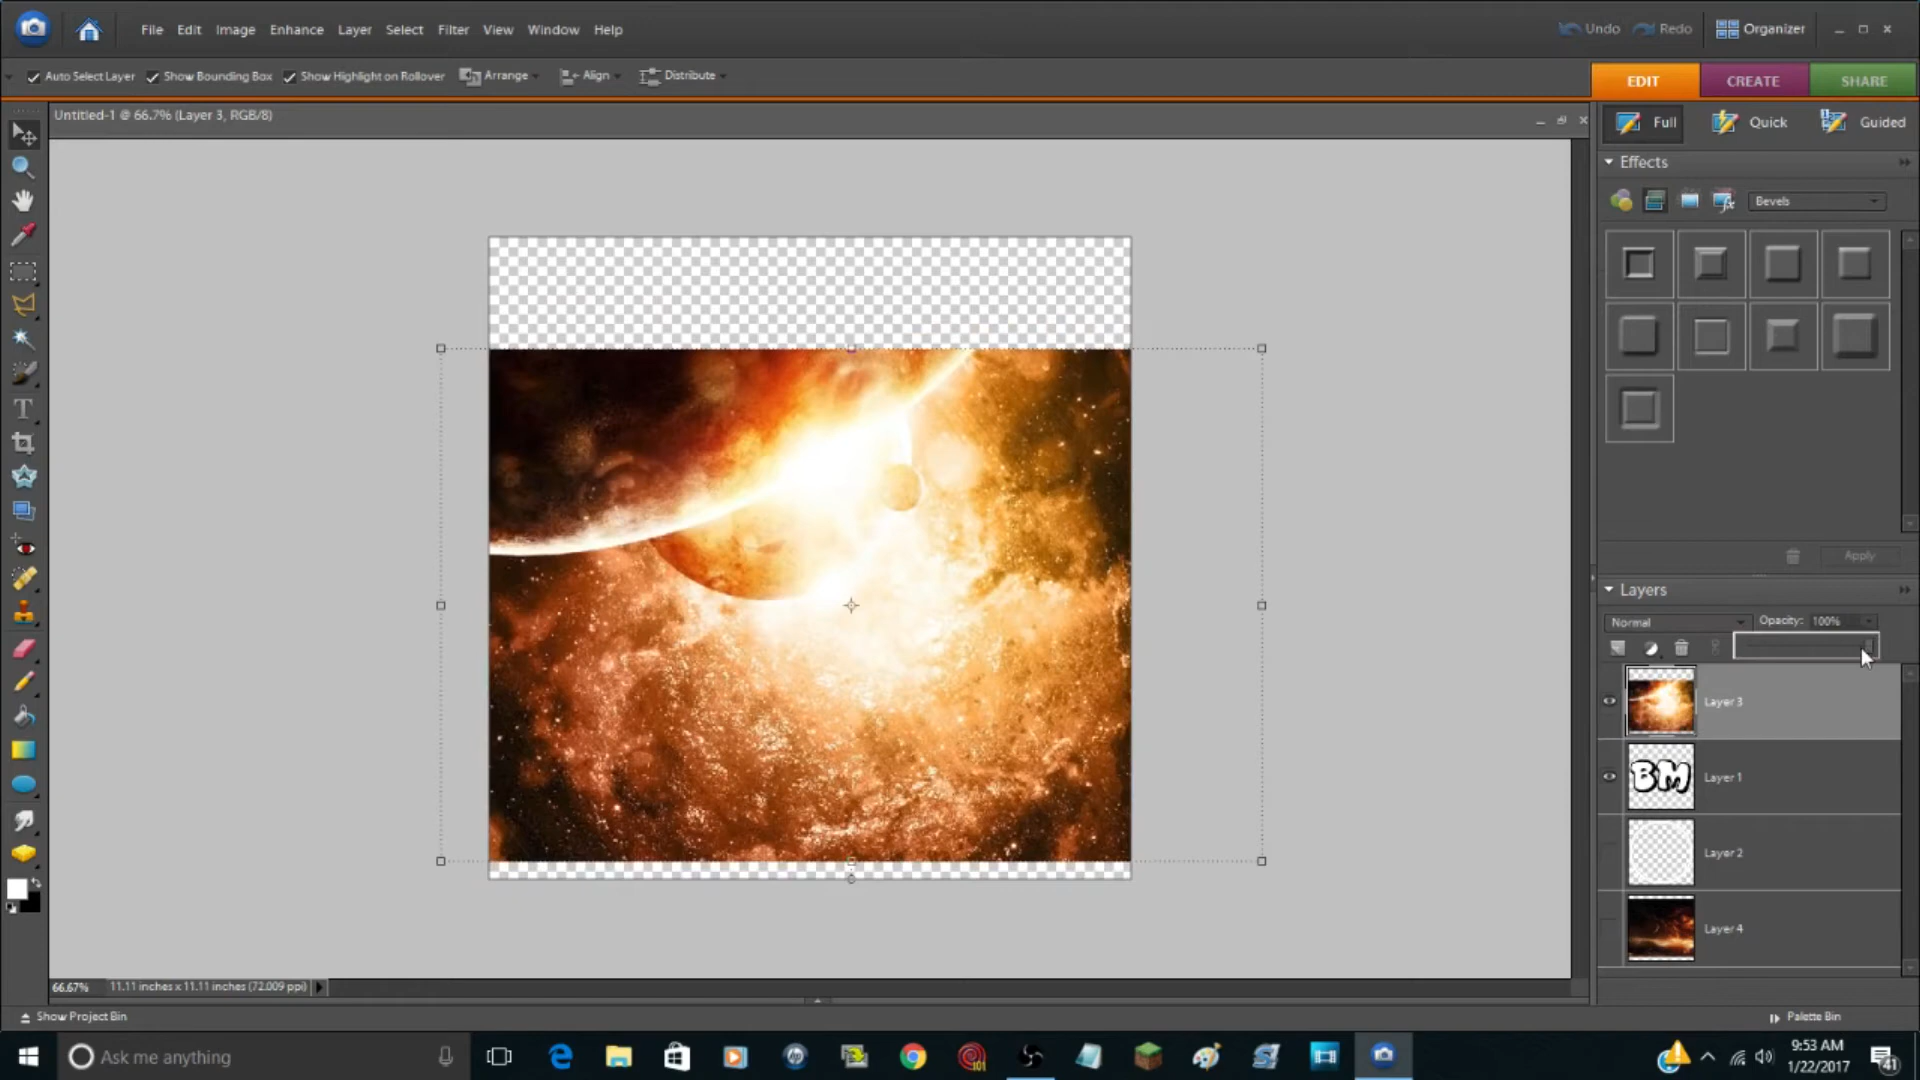 File Edit Image Enhance Layer Select Filter View Window Help
Undo Redo Organizer
Auto Select Layer Show Bounding Box Show Highlight on Rollover Arrange Align Distribute
EDIT CREATE SHARE
Untitled-1 @ 66.7% (Layer 3, RGB/8)
Full Quick Guided
Effects
Bevels
Apply
Layers
Normal Opacity: 100%
Layer 3
BM Layer 1
Layer 2
Layer 4
66.67% 11.11 inches x 11.11 inches (72.009 ppi)
Show Project Bin
Palette Bin
Ask me anything
101
9:53 AM
1/22/2017
41